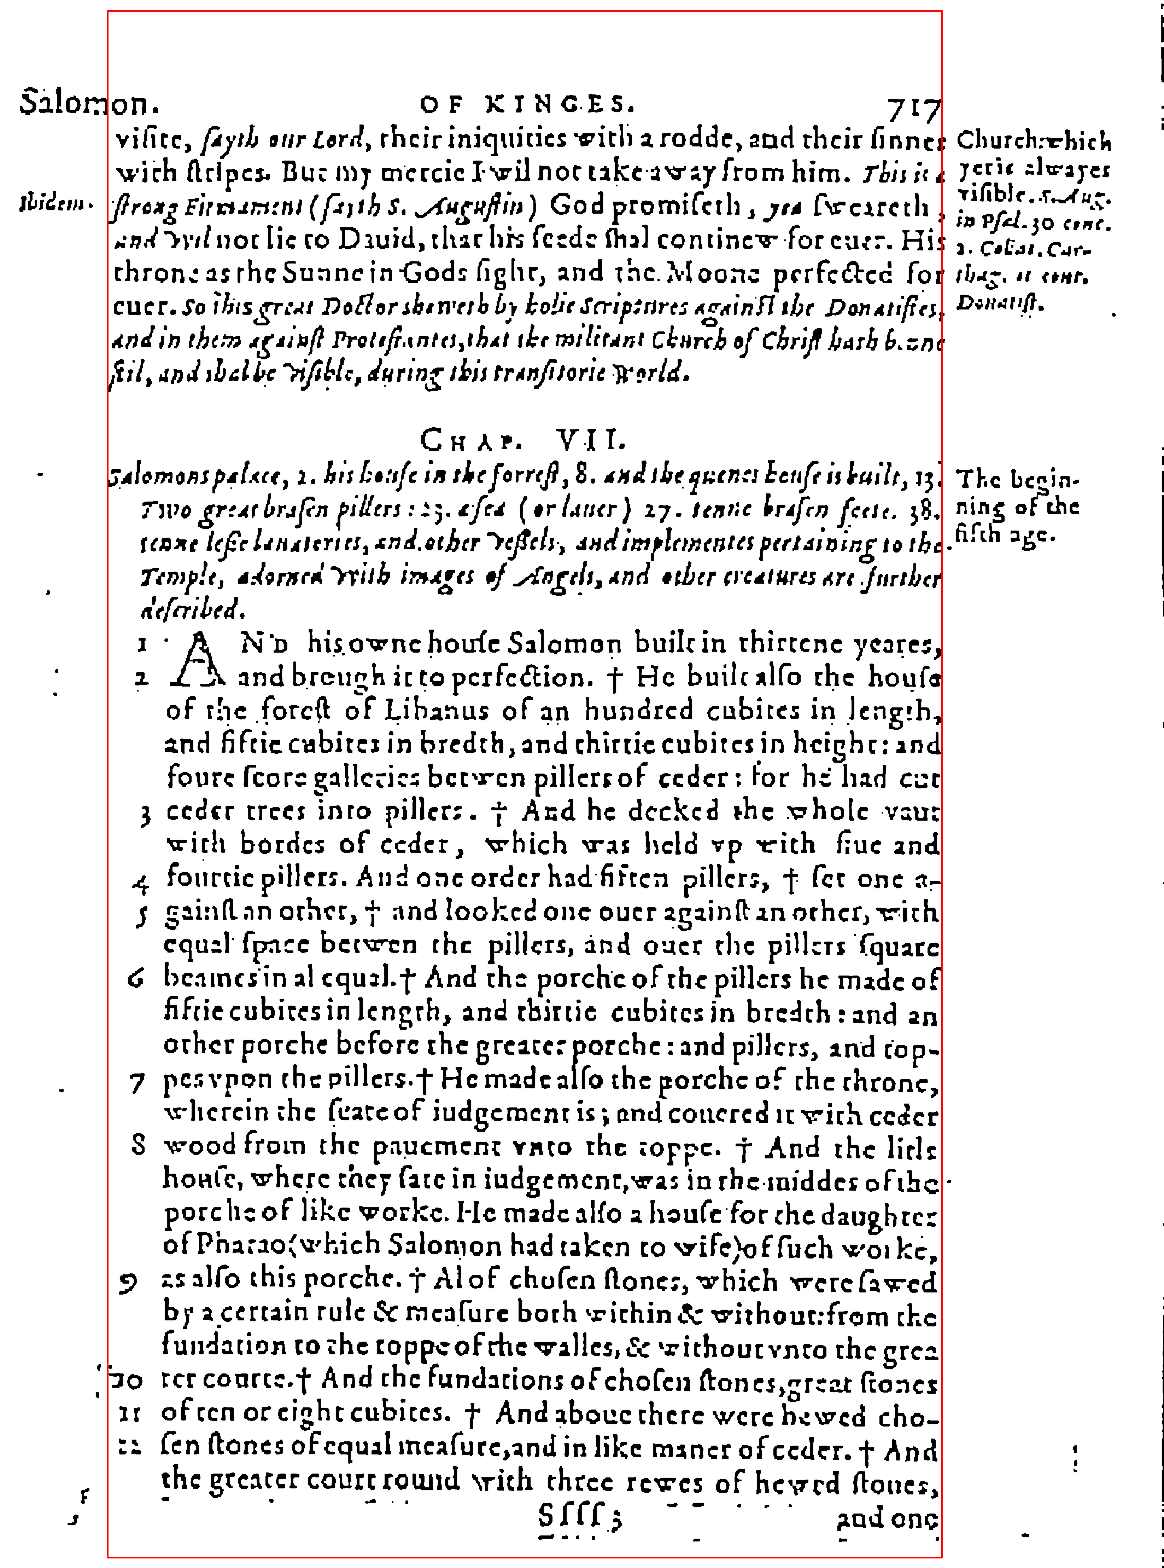 Salomon. OF KINGES. 717
visite, sayth our Lord, their iniquities with a rodde, and their sinnes
with stripes. But my mercie I wil not take away from him. This is a
strong Firmament (sayth S. Augustin) God promiseth, yea sweareth,
and wil not lie to Dauid, that his seede shal continew for euer. His
throne as the Sunne in Gods sight, and the Moone perfected for
euer. So this great Doctor sheweth by holie Scriptures against the Donatistes,
and in them against Protestantes, that the militant Church of Christ hath beene
stil, and shal be visible, during this transitorie world.
Ibidem.
Church: which
yerie alwayes
visible. S. Aug.
in Psal. 30 conc.
2. Collat. Car-
thag. cont.
Donatist.
CHAP. VII.
Salomons palace, 2. his house in the forrest, 8. and the quenes house is built, 13.
Two great brasen pillers: 23. a sea (or lauer) 27. tenne brasen feete. 38.
tenne lesse lauatories, and other vessels, and implementes pertaining to the
Temple, adorned with images of Angels, and other creatures are further
described.
The begin-
ning of the
fifth age.
1 AND his owne house Salomon built in thirtene yeares,
2 and brough it to perfection. † He built also the house
of the forest of Libanus of an hundred cubites in length,
and fiftie cubites in bredth, and thirtie cubites in height: and
foure score galleries betwen pillers of ceder: for he had cut
3 ceder trees into pillers. † And he decked the whole vaut
with bordes of ceder, which was held vp with fiue and
4 fourtie pillers. And one order had fiften pillers, † set one a-
5 gainst an other, † and looked one ouer against an other, with
equal space betwen the pillers, and ouer the pillers square
6 beames in al equal. † And the porche of the pillers he made of
fiftie cubites in length, and thirtie cubites in bredth: and an
other porche before the greater porche: and pillers, and top-
7 pes vpon the pillers. † He made also the porche of the throne,
wherein the seate of iudgement is; and couered it with ceder
8 wood from the pauement vnto the toppe. † And the litle
house, where they sate in iudgement, was in the middes of the
porche of like worke. He made also a house for the daughter
of Pharao (which Salomon had taken to wife) of such worke,
9 as also this porche. † Al of chosen stones, which were sawed
by a certain rule & measure both within & without: from the
fundation to the toppe of the walles, & without vnto the grea
10 ter courte. † And the fundations of chosen stones, great stones
11 of ten or eight cubites. † And aboue there were hewed cho-
12 sen stones of equal measure, and in like maner of ceder. † And
the greater court round with three rewes of hewed stones,
Ssss 3 and one